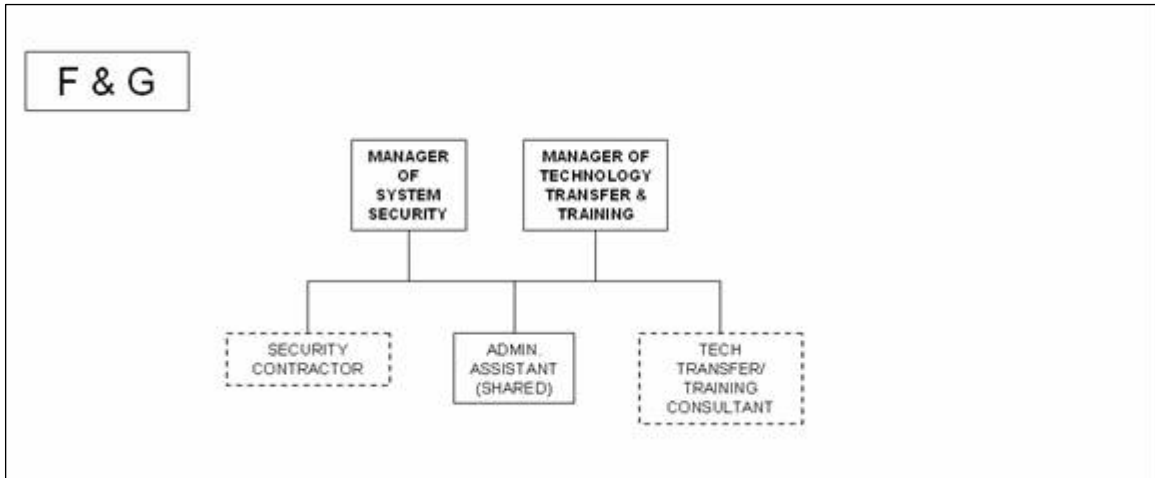 F & G
MANAGER
OF
SYSTEM
SECURITY
MANAGER OF
TECHNOLOGY
TRANSFER &
TRAINING
SECURITY
CONTRACTOR
ADMIN.
ASSISTANT
(SHARED)
TECH
TRANSFER/
TRAINING
CONSULTANT